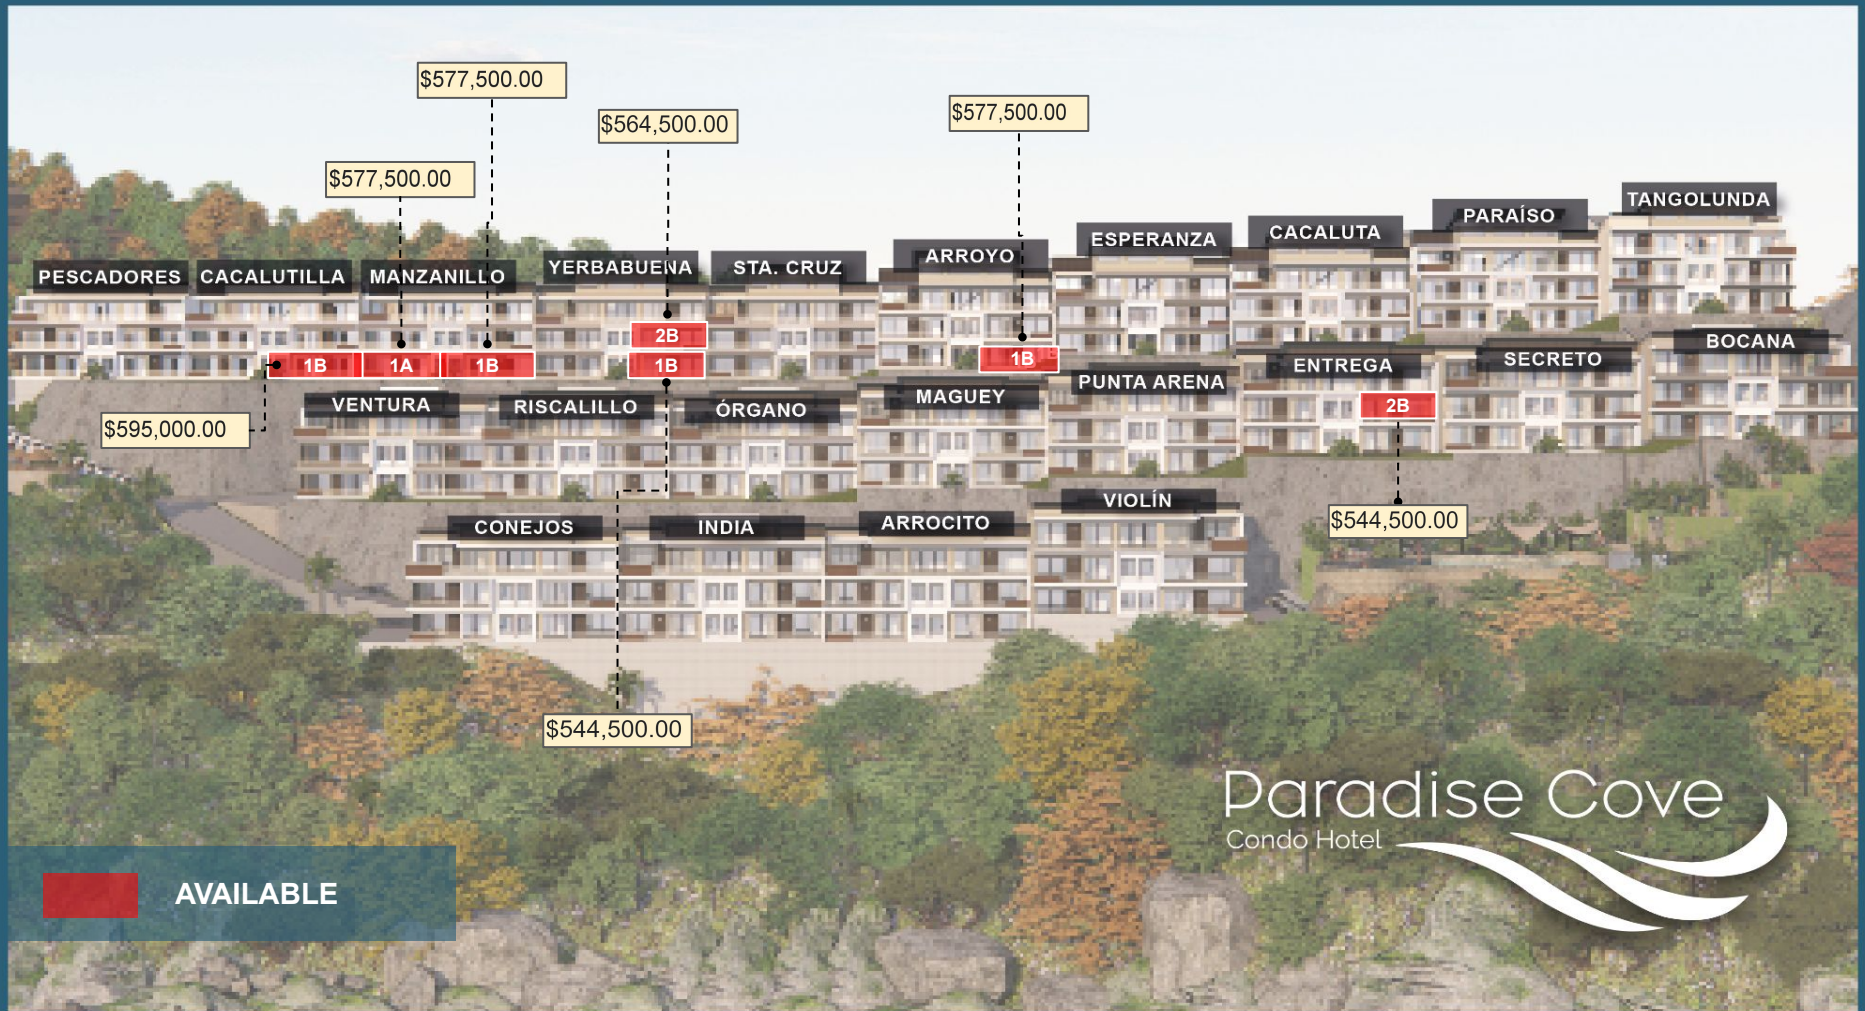 $577,500.00
$577,500.00
$564,500.00
$577,500.00
$577,500.00
TANGOLUNDA
PARAÍSO
CACALUTA
ESPERANZA
ARROYO
STA. CRUZ
YERBABUENA
MANZANILLO
CACALUTILLA
PESCADORES
2B
1B
1A
1B
1B
1B
BOCANA
SECRETO
ENTREGA
PUNTA ARENA
MAGUEY
ÓRGANO
RISCALILLO
VENTURA
2B
$595,000.00
VIOLÍN
ARROCITO
INDIA
CONEJOS
$544,500.00
$544,500.00
Paradise Cove
Condo Hotel
AVAILABLE